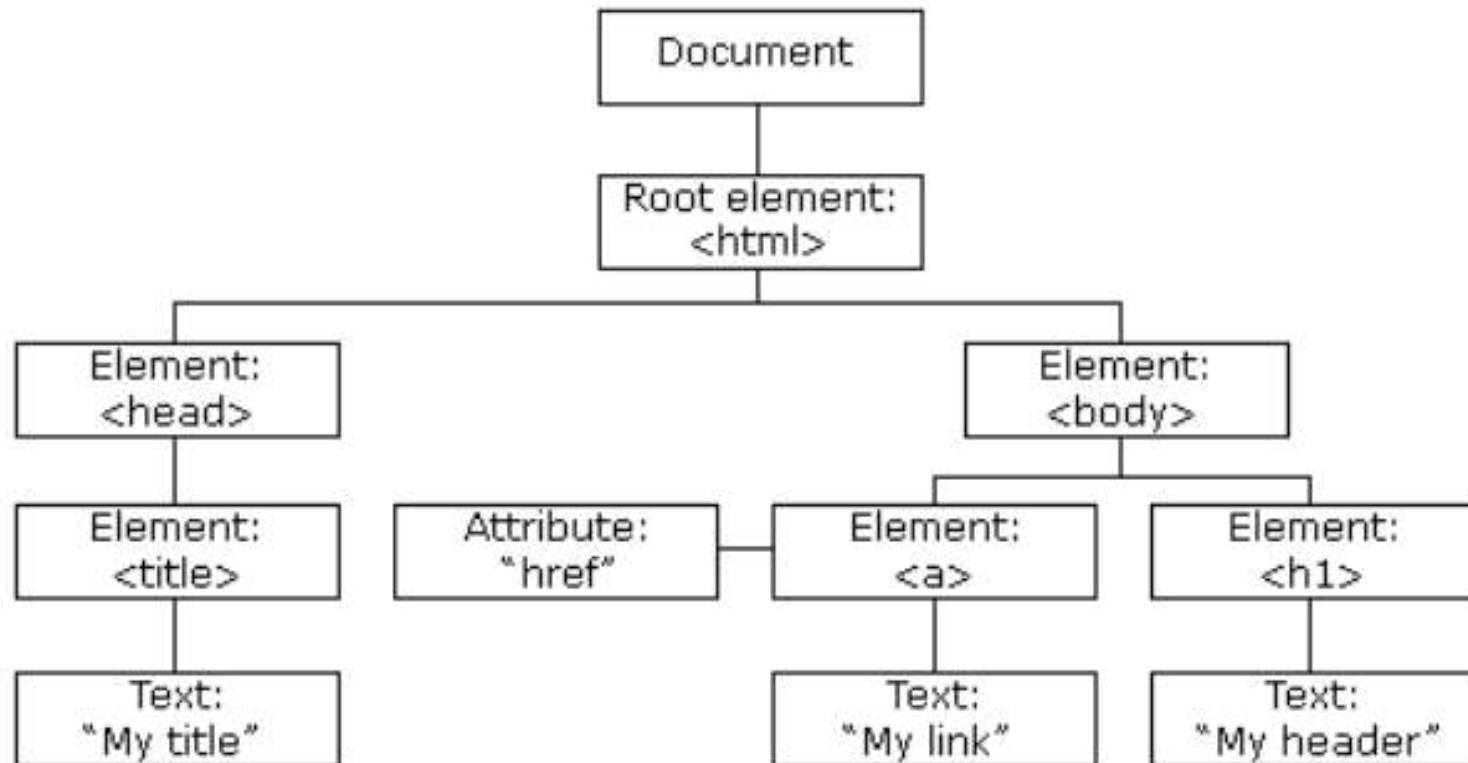 Document
Root element:
<html>
Element:
<head>
Element:
<body>
Element:
<title>
Attribute:
“href”
Element:
<a>
Element:
<h1>
Text:
“My title”
Text:
“My link”
Text:
“My header”